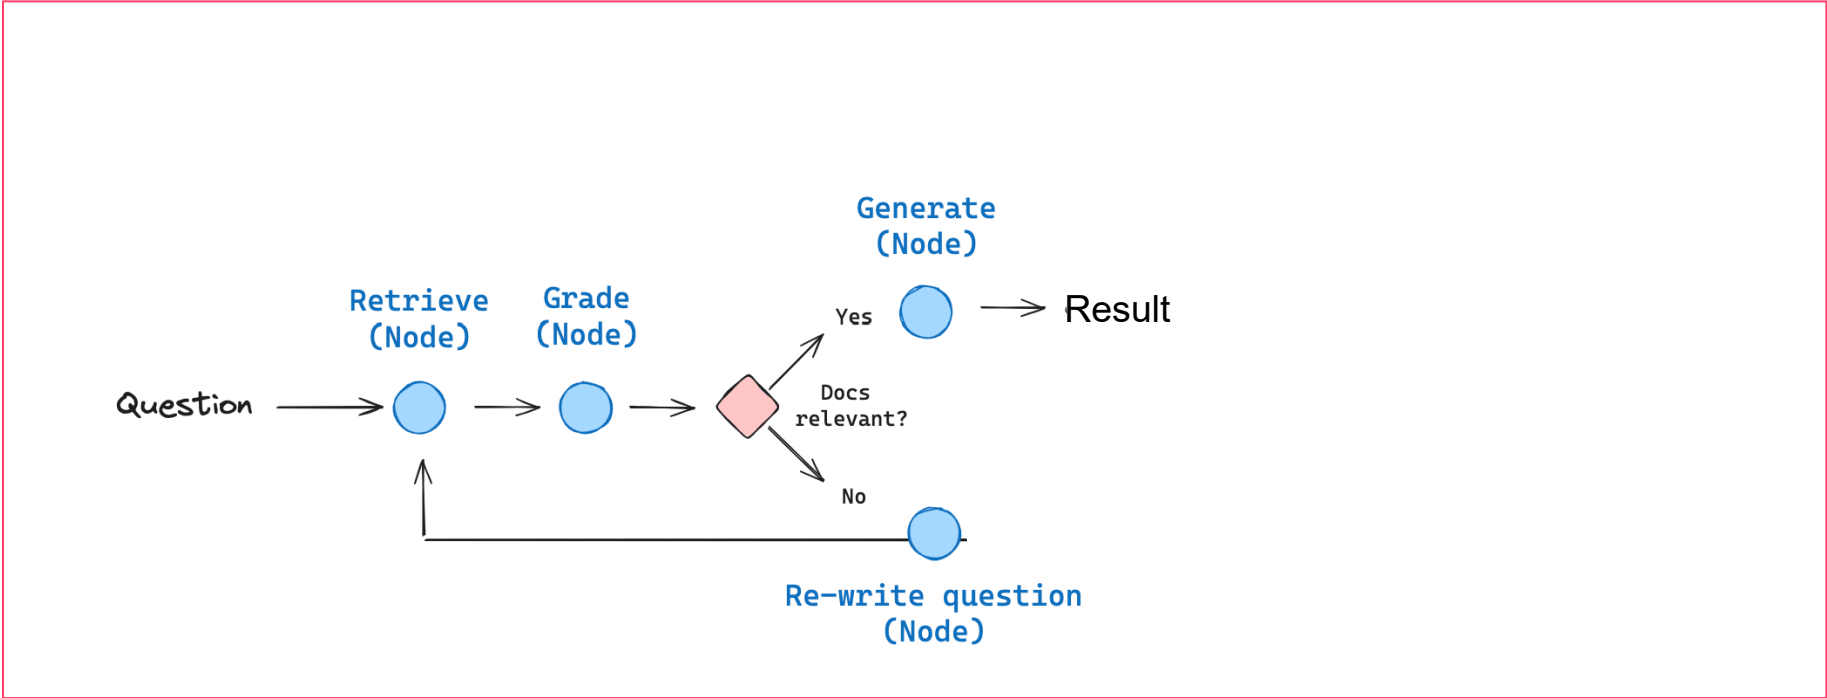 Generate
(Node)
Retrieve
(Node)
Grade
(Node)
Yes
Result
Question
Docs
relevant?
No
Re-write question
(Node)